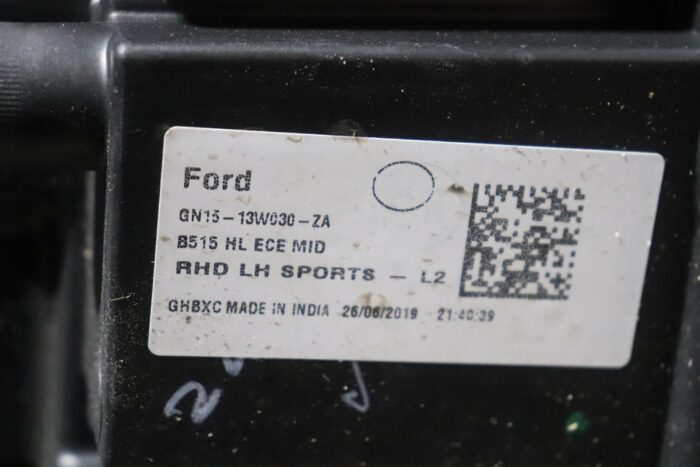 Ford
GN15-13W030-ZA
B515 HL ECE MID
RHD LH SPORTS - L2
GHBXC MADE IN INDIA 26/06/2019 21:40:39